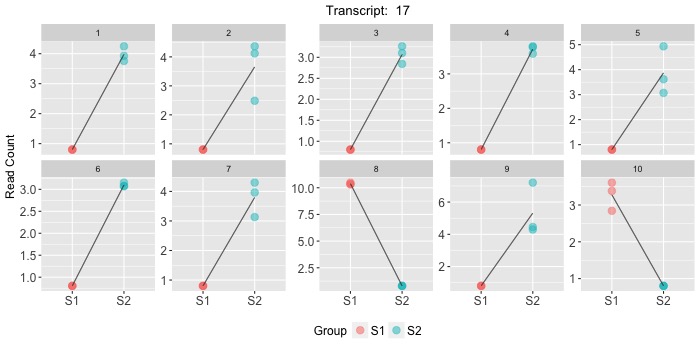 Transcript: 17
1 2 3 4 5
4 3 2 1
4 3 2 1
3.0 2.5 2.0 1.5 1.0
3 2 1
5 4 3 2 1
Read Count
6 7 8 9 10
3.0 2.5 2.0 1.5 1.0
4 3 2 1
10.0 7.5 5.0 2.5
6 4 2
3 2 1
S1 S2 S1 S2 S1 S2 S1 S2 S1 S2
Group S1 S2